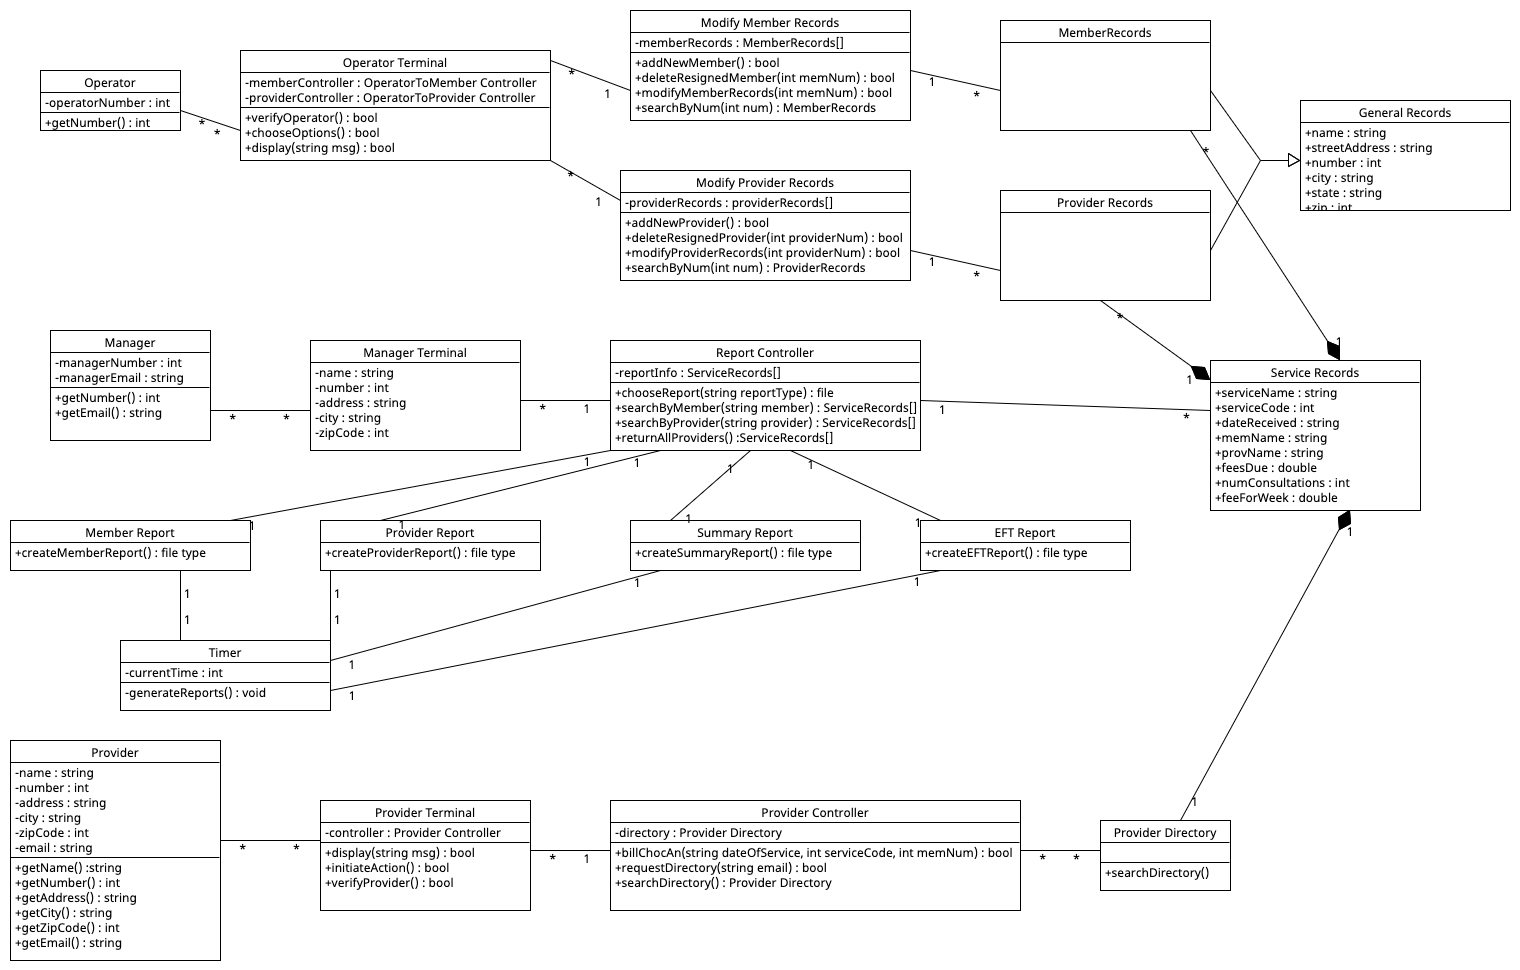 Operator
-operatorNumber : int
+getNumber() : int
*
*
Operator Terminal
-memberController : OperatorToMember Controller
-providerController : OperatorToProvider Controller
+verifyOperator() : bool
+chooseOptions() : bool
+display(string msg) : bool
*
1
*
1
Modify Member Records
-memberRecords : MemberRecords[]
+addNewMember() : bool
+deleteResignedMember(int memNum) : bool
+modifyMemberRecords(int memNum) : bool
+searchByNum(int num) : MemberRecords
1
*
MemberRecords
*
1
General Records
+name : string
+streetAddress : string
+number : int
+city : string
+state : string
+zip : int
Modify Provider Records
-providerRecords : providerRecords[]
+addNewProvider() : bool
+deleteResignedProvider(int providerNum) : bool
+modifyProviderRecords(int providerNum) : bool
+searchByNum(int num) : ProviderRecords
1
*
Provider Records
*
1
Manager
-managerNumber : int
-managerEmail : string
+getNumber() : int
+getEmail() : string
*
*
Manager Terminal
-name : string
-number : int
-address : string
-city : string
-zipCode : int
*
1
Report Controller
-reportInfo : ServiceRecords[]
+chooseReport(string reportType) : file
+searchByMember(string member) : ServiceRecords[]
+searchByProvider(string provider) : ServiceRecords[]
+returnAllProviders() :ServiceRecords[]
1
*
Service Records
+serviceName : string
+serviceCode : int
+dateReceived : string
+memName : string
+provName : string
+feesDue : double
+numConsultations : int
+feeForWeek : double
1
1
1
1
1
1
1
1
1
Member Report
+createMemberReport() : file type
Provider Report
+createProviderReport() : file type
Summary Report
+createSummaryReport() : file type
EFT Report
+createEFTReport() : file type
1
1
1
1
1
1
1
1
Timer
-currentTime : int
-generateReports() : void
Provider
-name : string
-number : int
-address : string
-city : string
-zipCode : int
-email : string
+getName() :string
+getNumber() : int
+getAddress() : string
+getCity() : string
+getZipCode() : int
+getEmail() : string
*
*
Provider Terminal
-controller : Provider Controller
+display(string msg) : bool
+initiateAction() : bool
+verifyProvider() : bool
*
1
Provider Controller
-directory : Provider Directory
+billChocAn(string dateOfService, int serviceCode, int memNum) : bool
+requestDirectory(string email) : bool
+searchDirectory() : Provider Directory
*
*
1
Provider Directory
+searchDirectory()